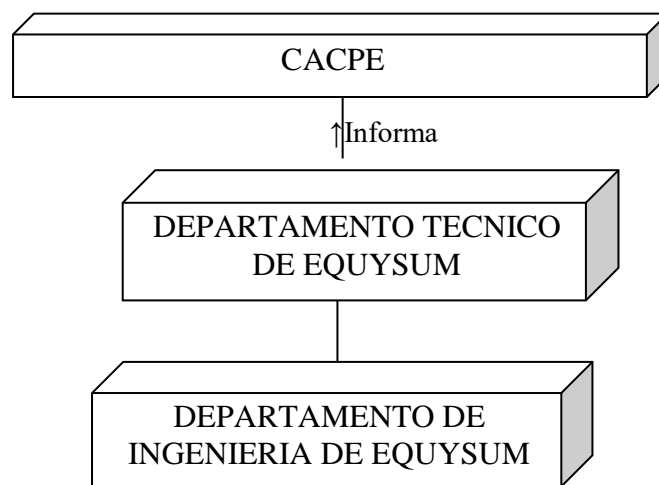 CACPE
↑Informa
DEPARTAMENTO TECNICO
DE EQUYSUM
DEPARTAMENTO DE
INGENIERIA DE EQUYSUM